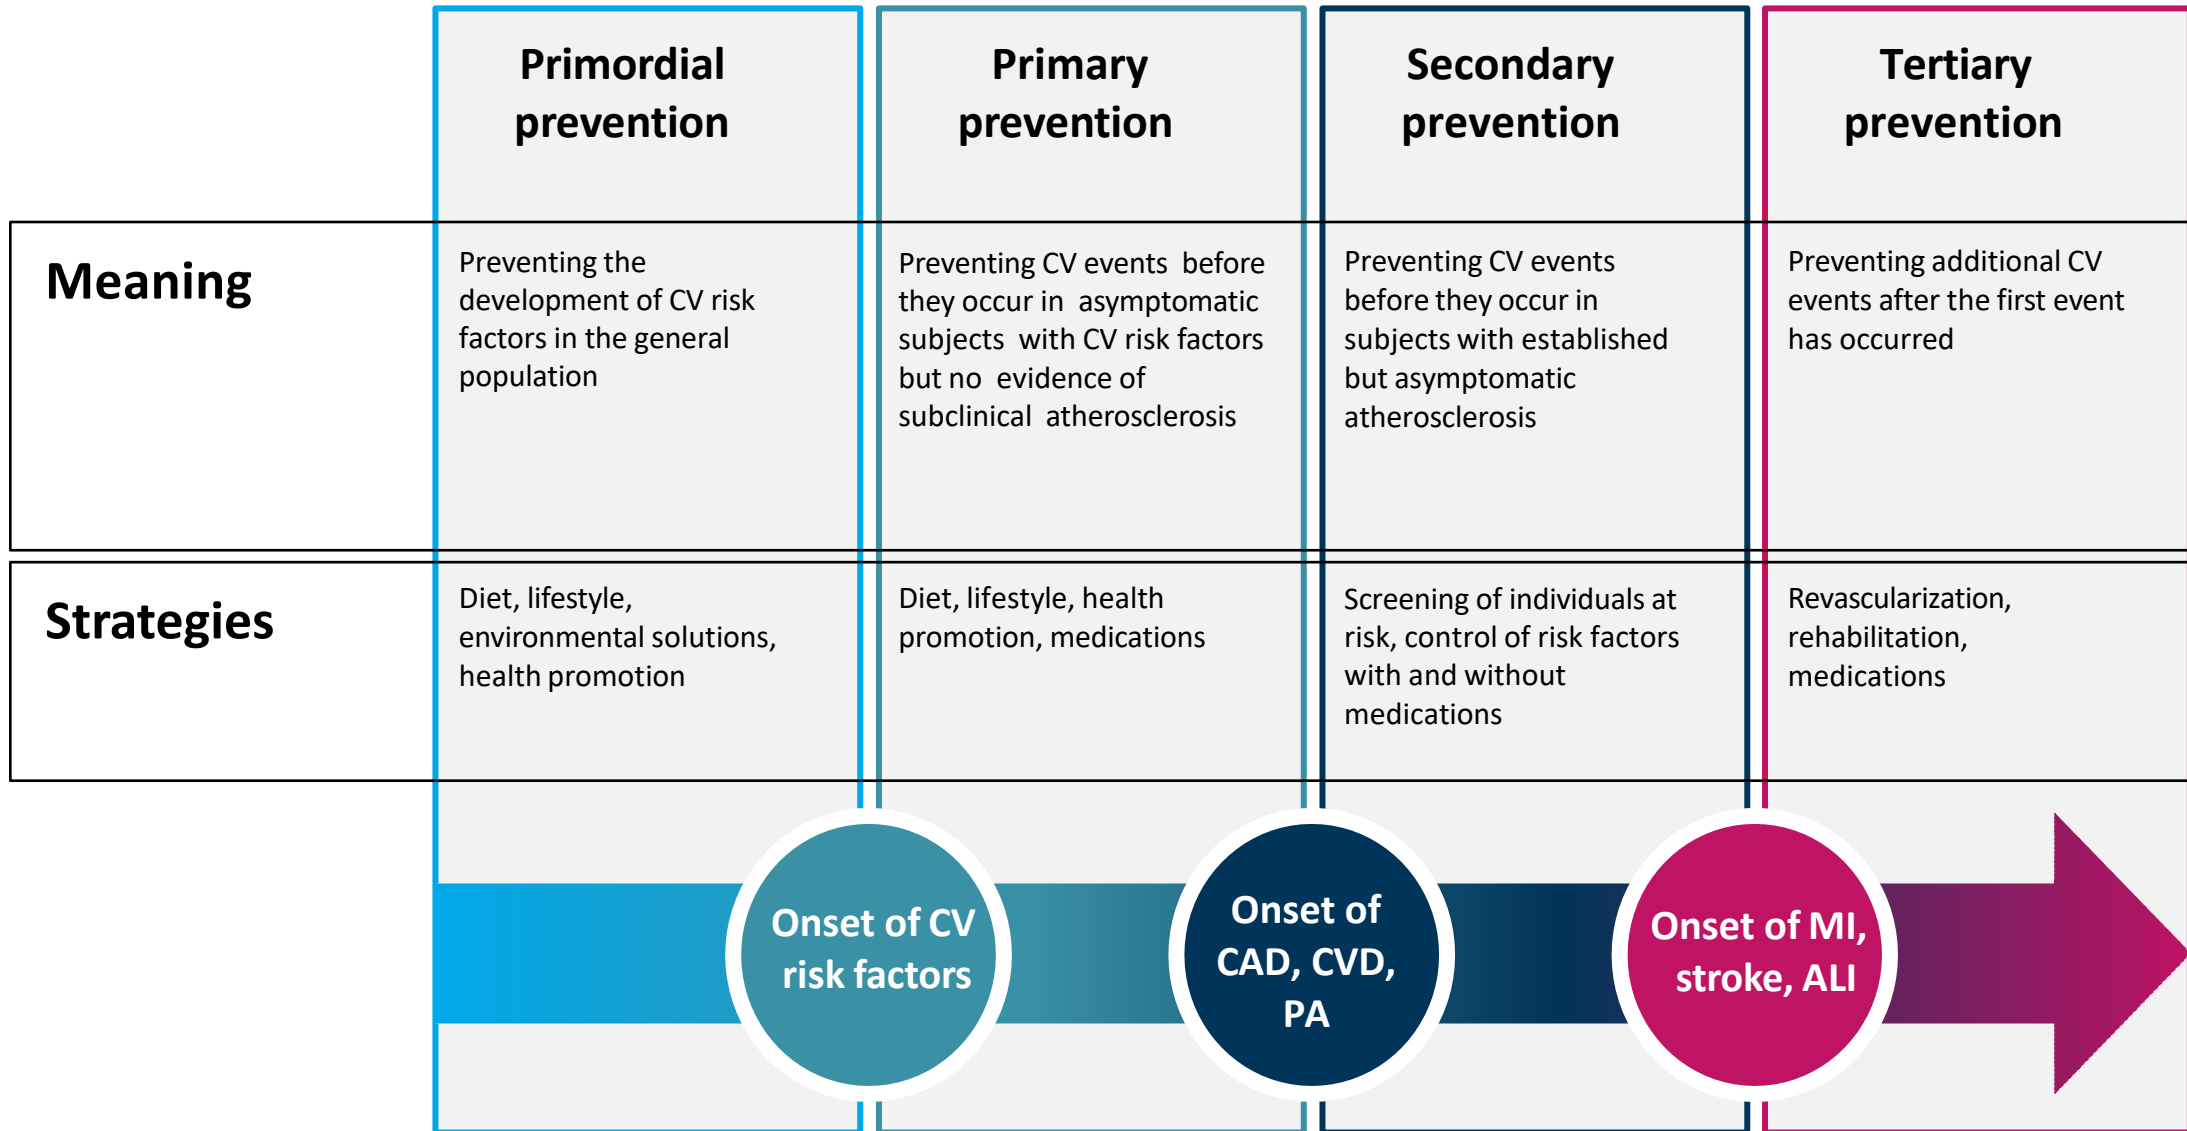 Primordial
prevention
Primary
prevention
Secondary
prevention
Tertiary
prevention
Meaning
Preventing the
development of CV risk
factors in the general
population
Preventing CV events before
they occur in asymptomatic
subjects with CV risk factors
but no evidence of
subclinical atherosclerosis
Preventing CV events
before they occur in
subjects with established
but asymptomatic
atherosclerosis
Preventing additional CV
events after the first event
has occurred
Strategies
Diet, lifestyle,
environmental solutions,
health promotion
Diet, lifestyle, health
promotion, medications
Screening of individuals at
risk, control of risk factors
with and without
medications
Revascularization,
rehabilitation,
medications
Onset of CV
risk factors
Onset of
CAD, CVD,
PA
Onset of MI,
stroke, ALI